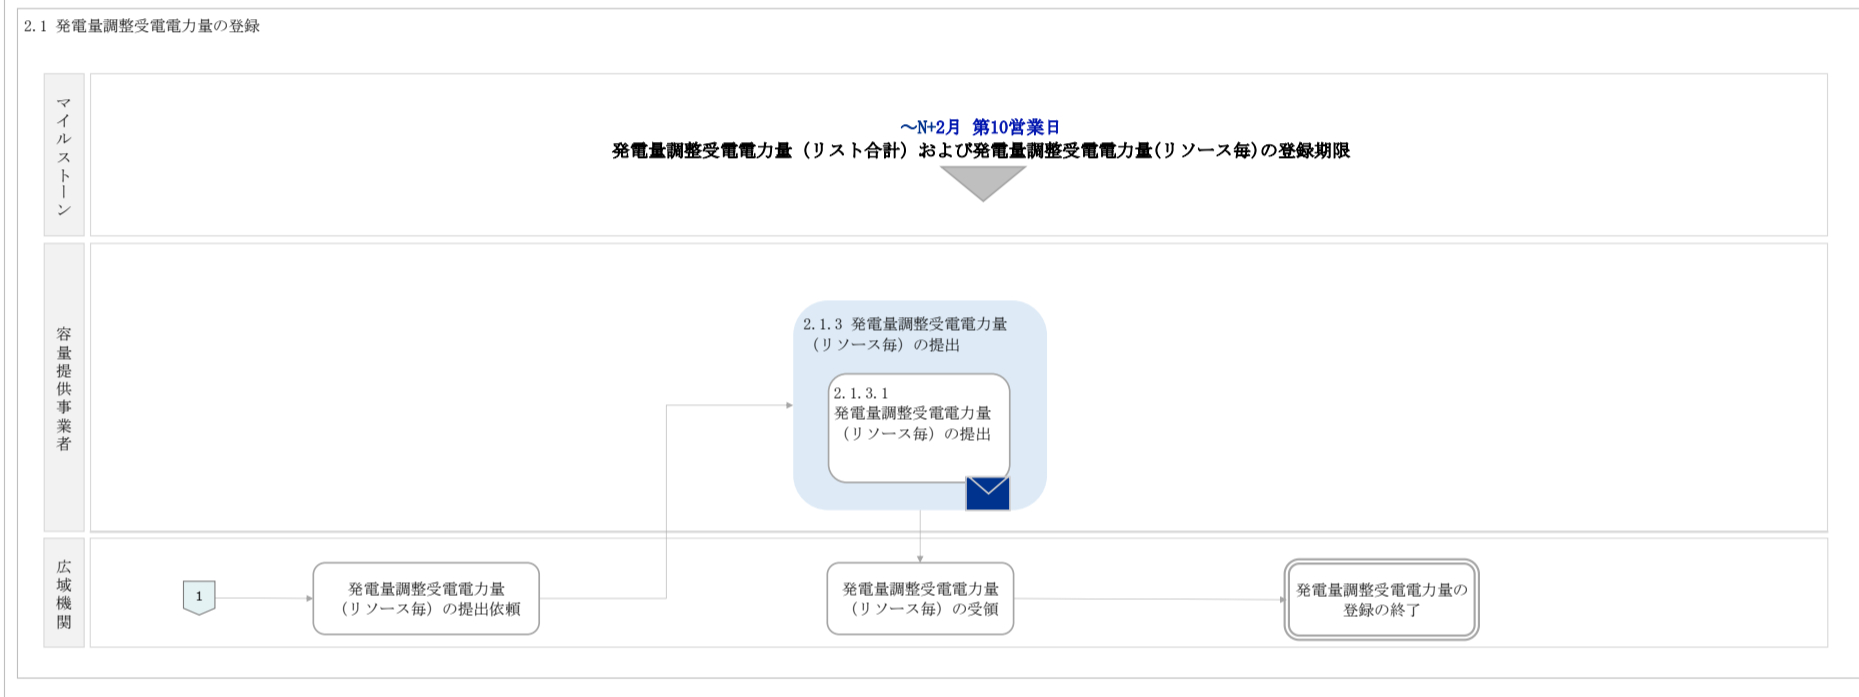 2.1 発電量調整受電電力量の登録
マイルストーン
～N+2月 第10営業日
発電量調整受電電力量（リスト合計）および発電量調整受電電力量(リソース毎)の登録期限
容量提供事業者
2.1.3 発電量調整受電電力量
（リソース毎）の提出
2.1.3.1
発電量調整受電電力量
（リソース毎）の提出
広域機関
1
発電量調整受電電力量
（リソース毎）の提出依頼
発電量調整受電電力量
（リソース毎）の受領
発電量調整受電電力量の
登録の終了